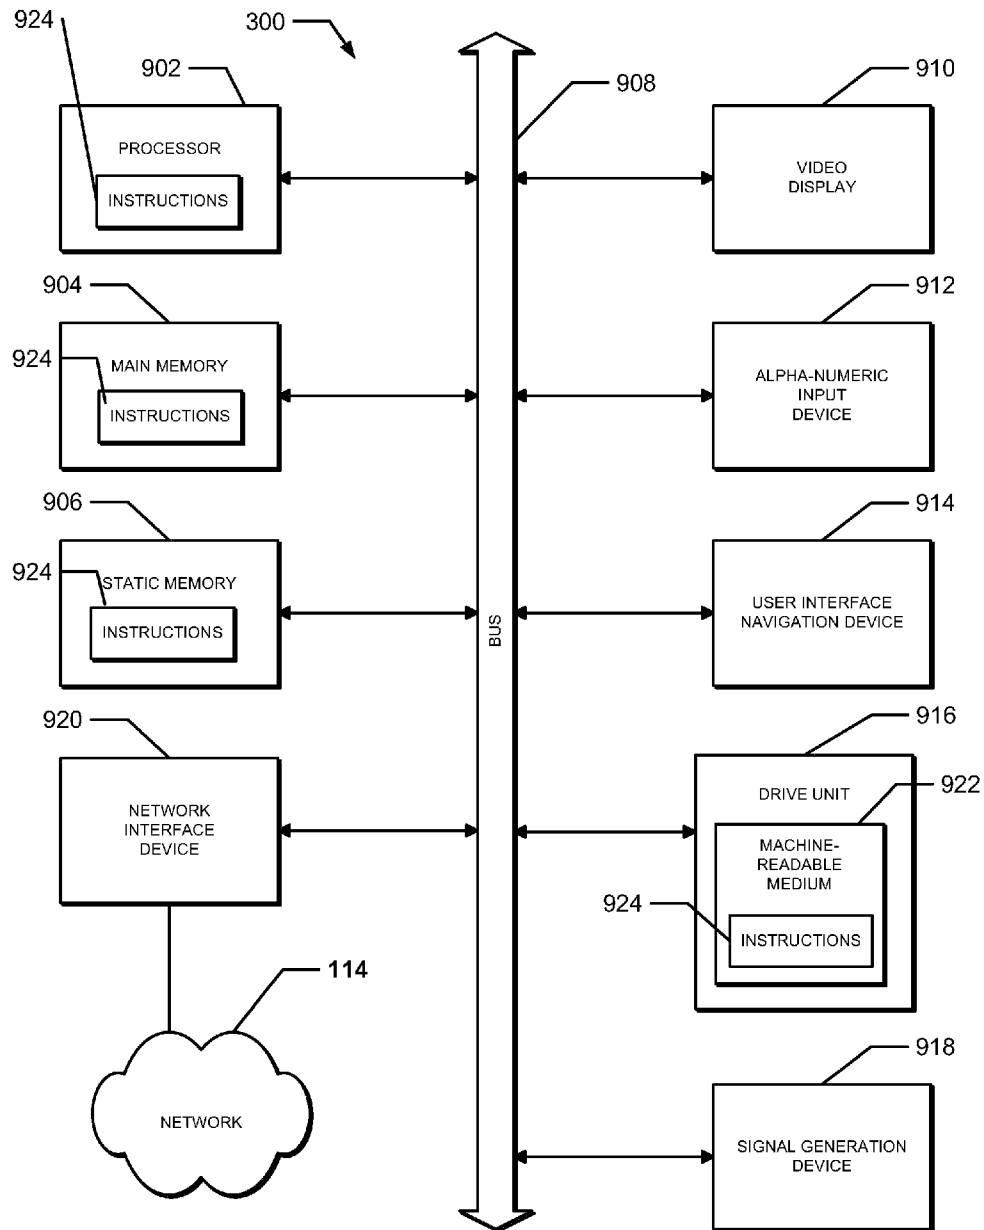 924
300
902
908
910
PROCESSOR
INSTRUCTIONS
VIDEO
DISPLAY
904
912
924
MAIN MEMORY
INSTRUCTIONS
ALPHA-NUMERIC
INPUT
DEVICE
906
914
924
STATIC MEMORY
INSTRUCTIONS
BUS
USER INTERFACE
NAVIGATION DEVICE
920
916
922
NETWORK
INTERFACE
DEVICE
DRIVE UNIT
MACHINE-
READABLE
MEDIUM
924
INSTRUCTIONS
114
NETWORK
918
SIGNAL GENERATION
DEVICE